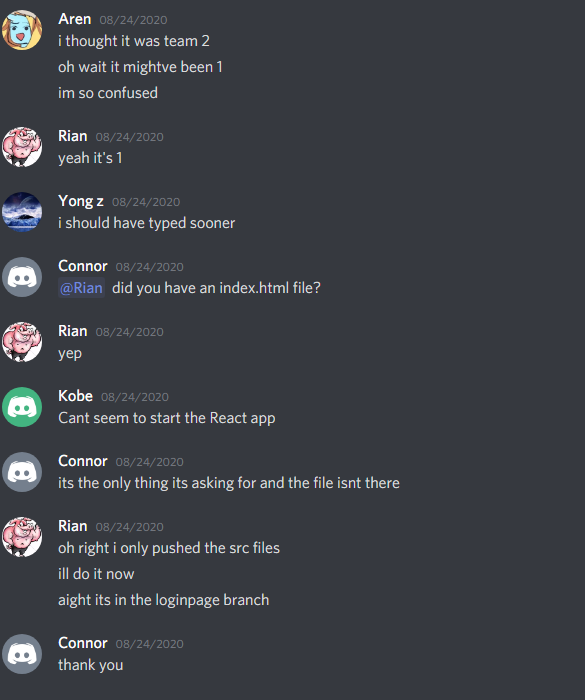 Aren 08/24/2020
i thought it was team 2
oh wait it mightve been 1
im so confused
Rian 08/24/2020
yeah it's 1
Yong z 08/24/2020
i should have typed sooner
Connor 08/24/2020
@Rian did you have an index.html file?
Rian 08/24/2020
yep
Kobe 08/24/2020
Cant seem to start the React app
Connor 08/24/2020
its the only thing its asking for and the file isnt there
Rian 08/24/2020
oh right i only pushed the src files
ill do it now
aight its in the loginpage branch
Connor 08/24/2020
thank you